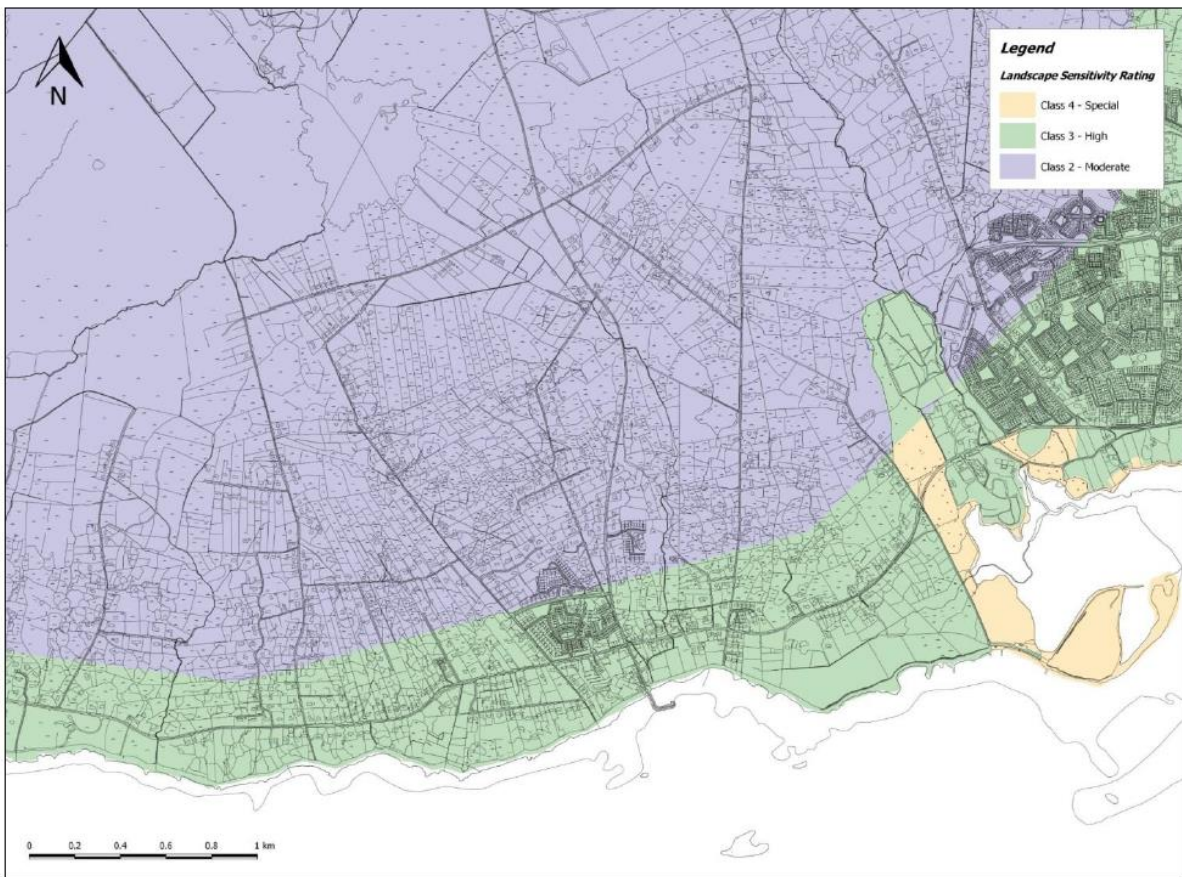 N
Legend
Landscape Sensitivity Rating
Class 4 - Special
Class 3 - High
Class 2 - Moderate
0 0.2 0.4 0.6 0.8 1 km